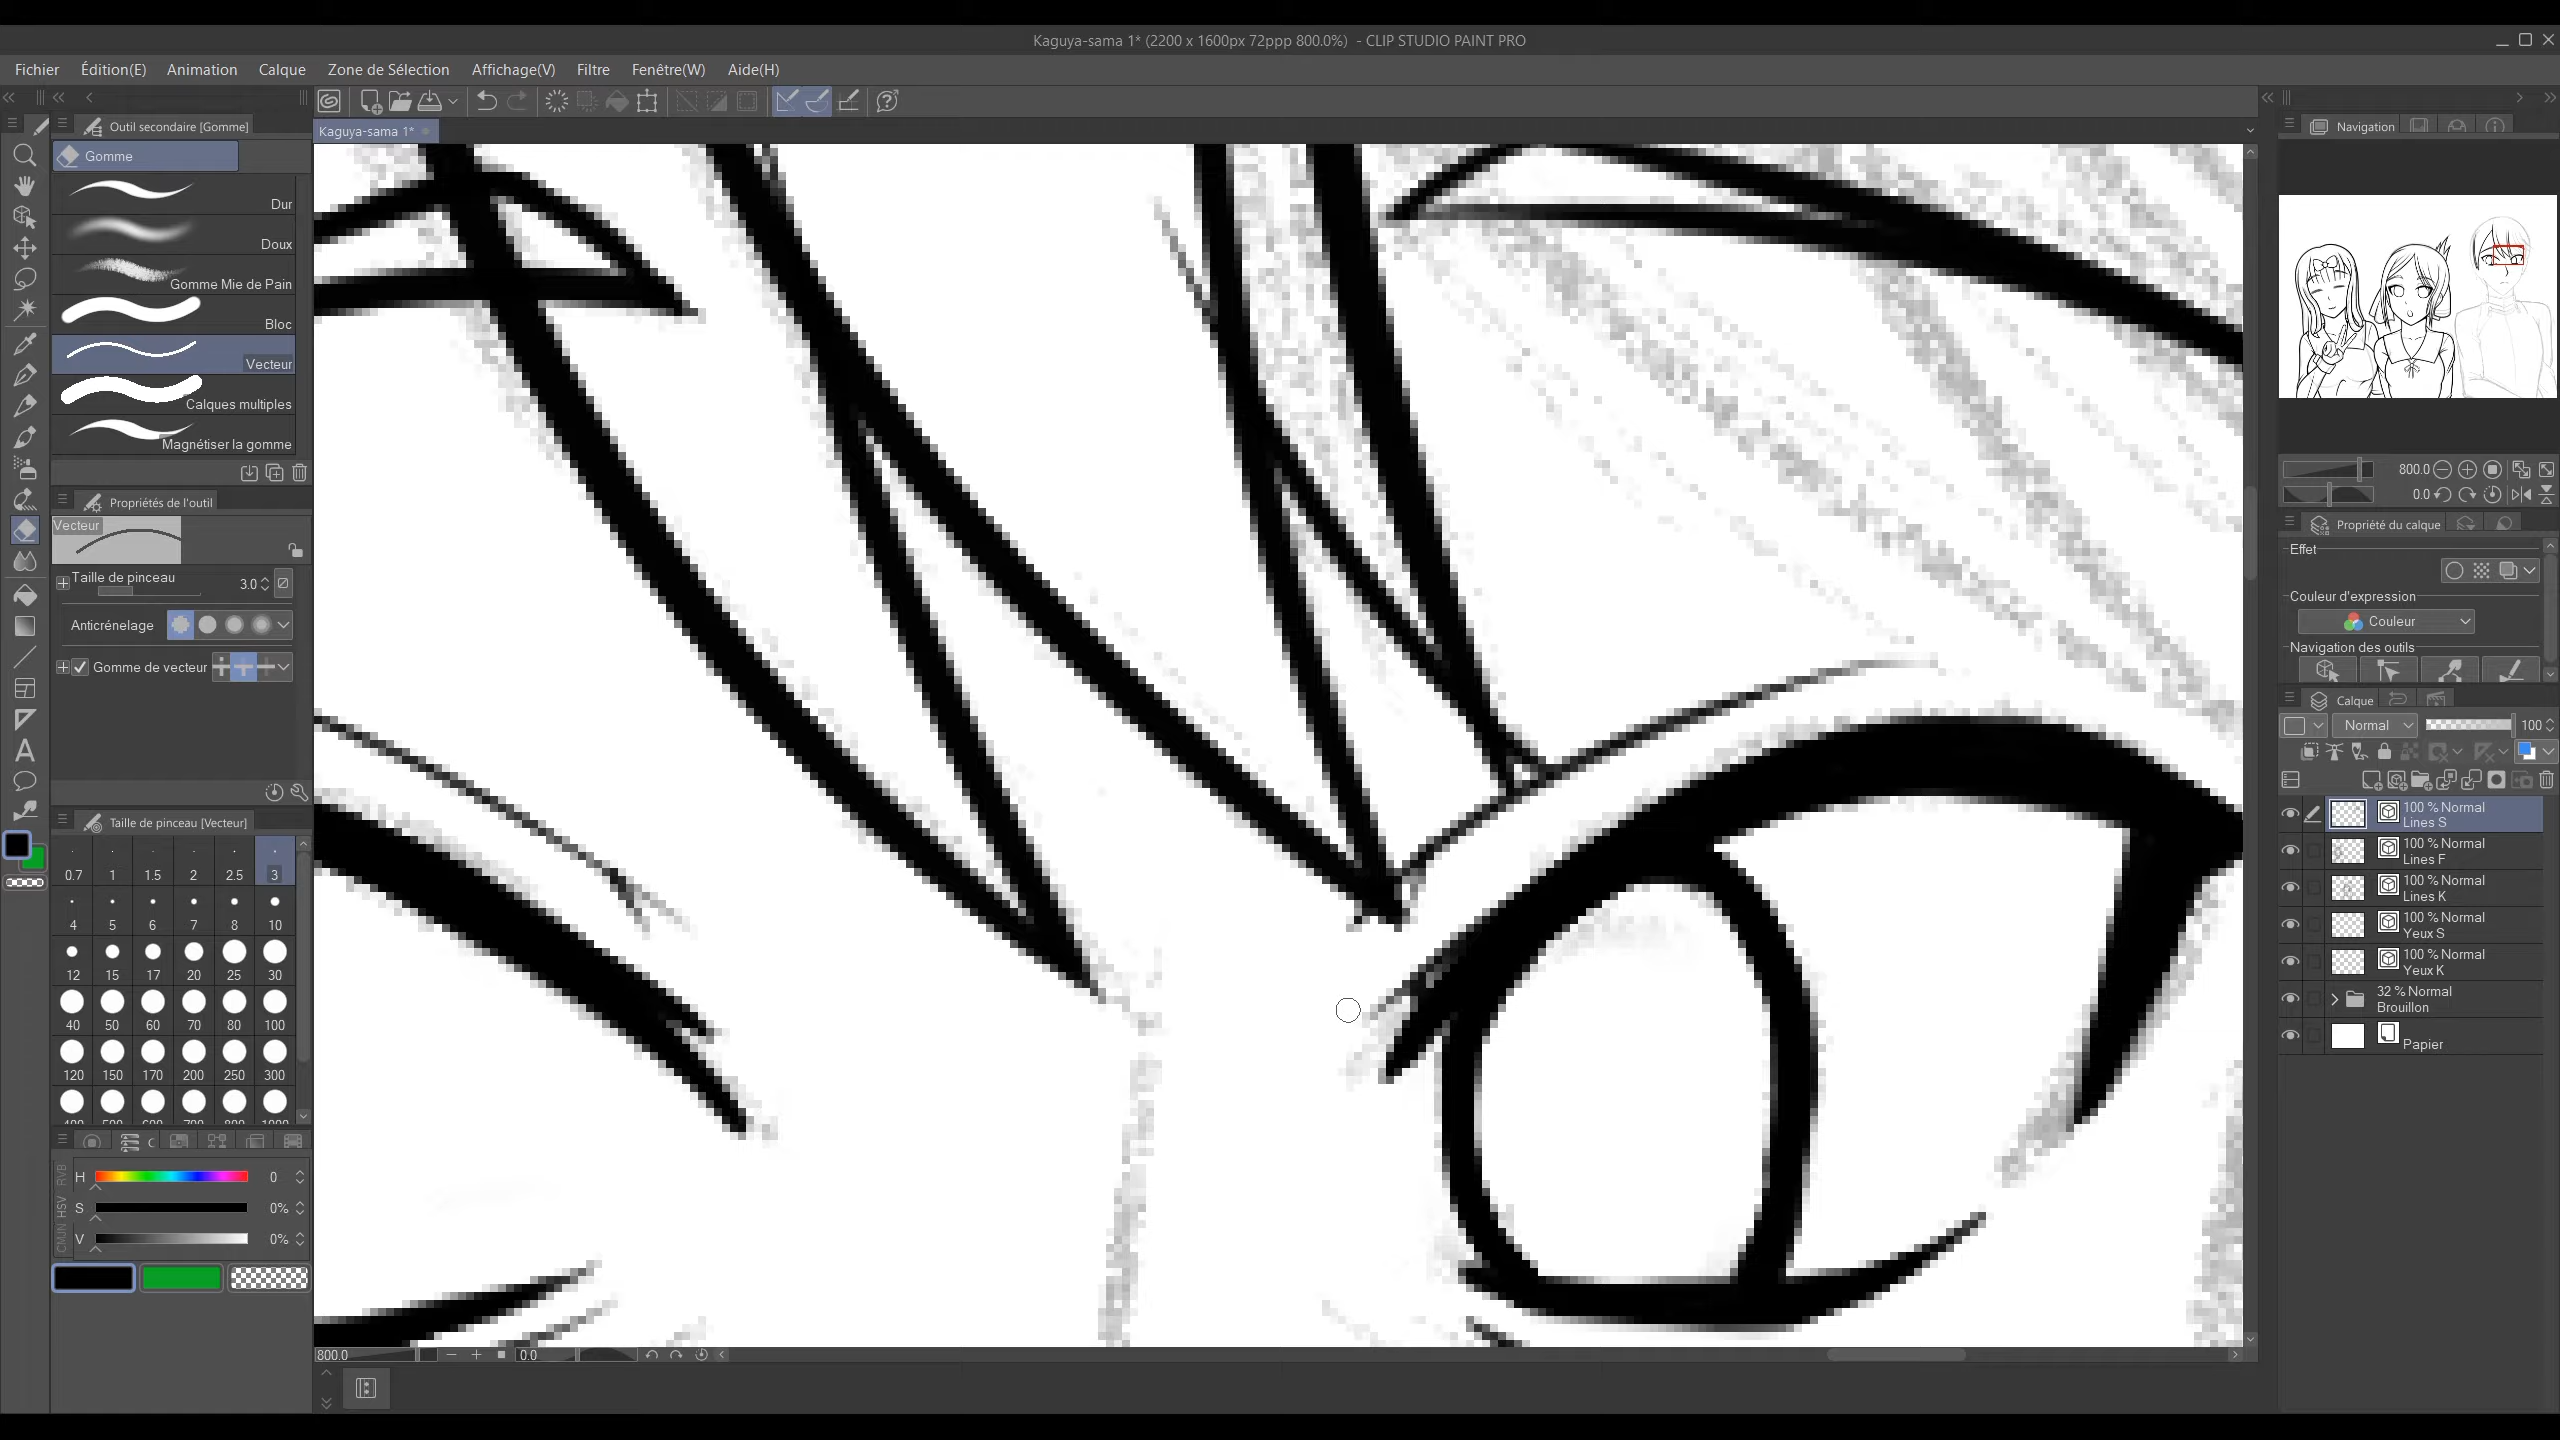 Kaguya-sama 1* (2200 x 1600px 72ppp 800.0%) - CLIP STUDIO PAINT PRO
Fichier Édition(E) Animation Calque Zone de Sélection Affichage(V) Filtre Fenêtre(W) Aide(H)
Outil secondaire [Gomme]
Kaguya-sama 1*
Navigation
Gomme
Dur
Doux
Gomme Mie de Pain
Bloc
Vecteur
Calques multiples
Magnétiser la gomme
Propriétés de l'outil
Vecteur
Taille de pinceau 3.0
Anticrénelage
Gomme de vecteur
Taille de pinceau [Vecteur]
0.7 1 1.5 2 2.5 3
4 5 6 7 8 10
12 15 17 20 25 30
40 50 60 70 80 100
120 150 170 200 250 300
RVB
HSV
CMJN
H 0
S 0%
V 0%
800.0 0.0
800.0
0.0
Propriété du calque
Effet
Couleur d'expression
Couleur
Navigation des outils
Calque
Normal 100
100 % Normal
Lines S
100 % Normal
Lines F
100 % Normal
Lines K
100 % Normal
Yeux S
100 % Normal
Yeux K
32 % Normal
Brouillon
Papier